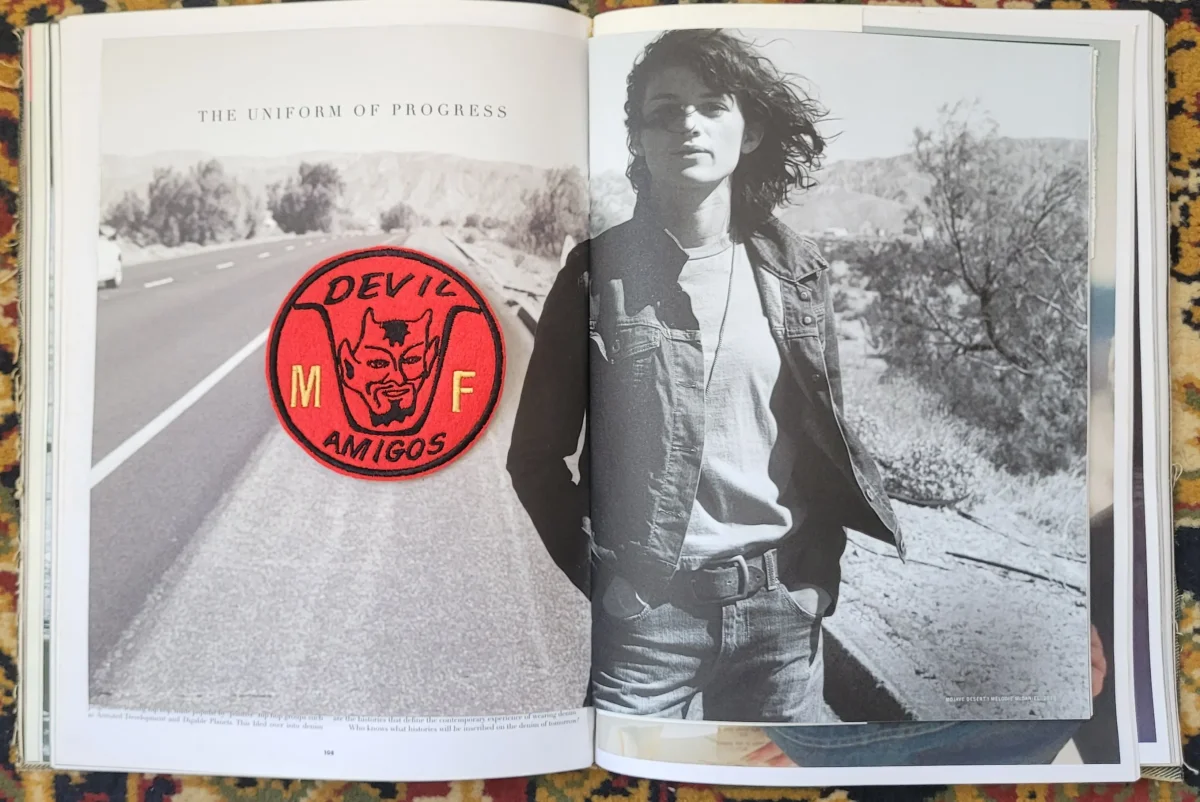 THE UNIFORM OF PROGRESS
DEVIL
M F
AMIGOS
as Arrested Development and Digable Planets. This filed over into denim
are the histories that define the contemporary experience of wearing denim.
Who knows what histories will be inscribed on the denim of tomorrow?
168